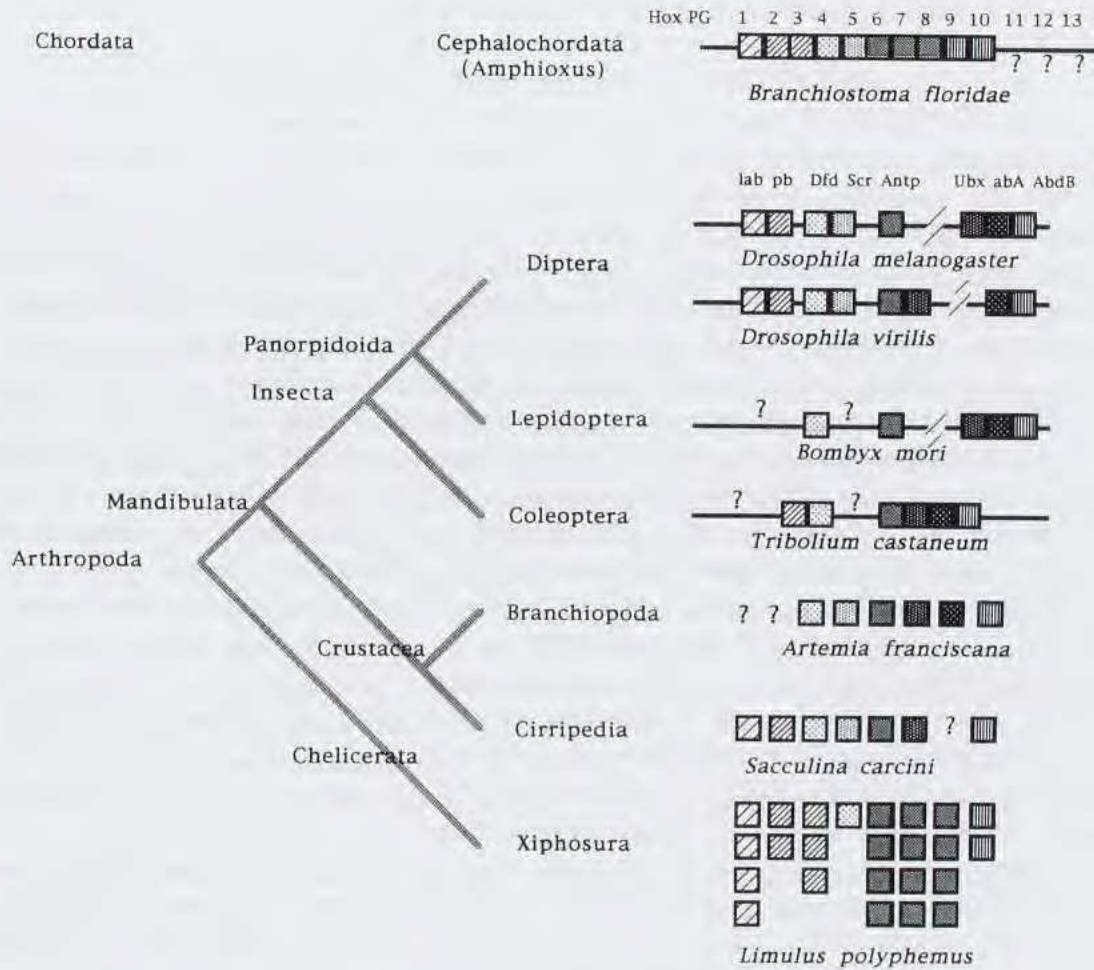 Hox PG 1 2 3 4 5 6 7 8 9 10 11 12 13
Chordata
Cephalochordata
(Amphioxus)
? ? ?
Branchiostoma floridae
lab pb Dfd Scr Antp Ubx abA AbdB
Drosophila melanogaster
Diptera
Drosophila virilis
Panorpidoida
Insecta
Lepidoptera
? ?
Bombyx mori
Mandibulata
Coleoptera
? ?
Tribolium castaneum
Arthropoda
Branchiopoda
? ?
Artemia franciscana
Crustacea
Cirripedia
?
Sacculina carcini
Chelicerata
Xiphosura
Limulus polyphemus